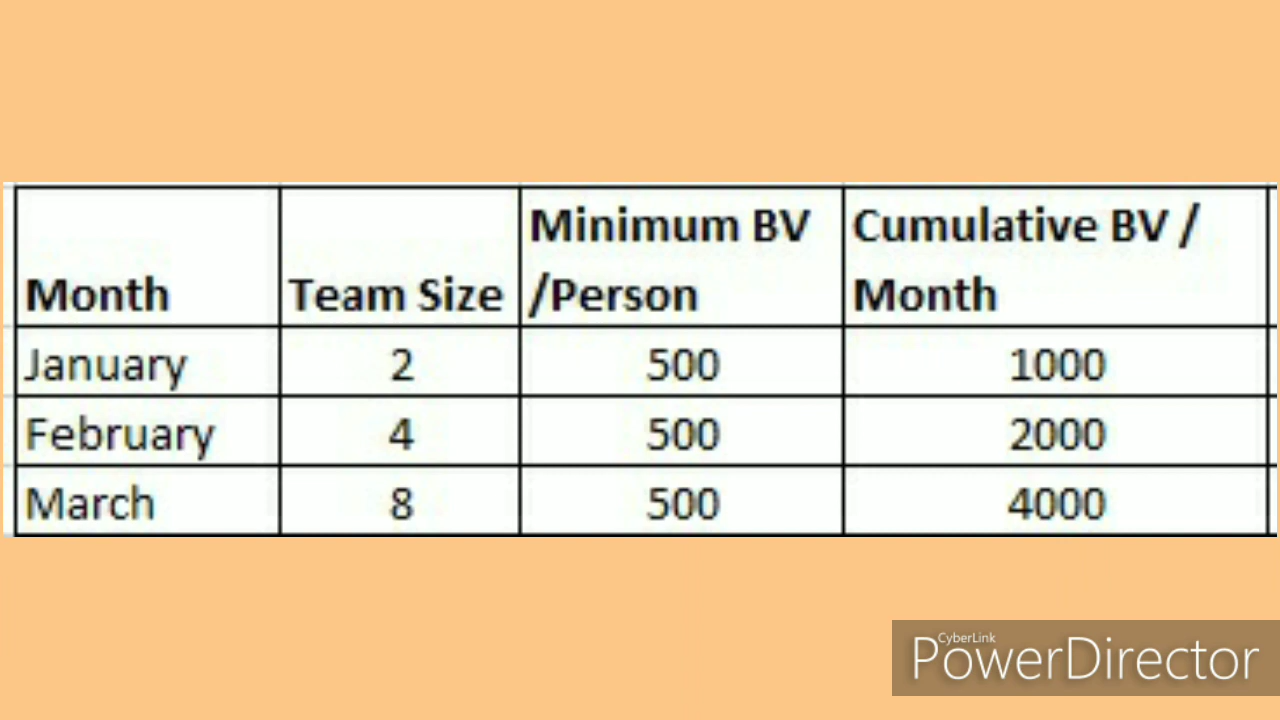 Month Team Size Minimum BV /Person Cumulative BV / Month
January 2 500 1000
February 4 500 2000
March 8 500 4000
CyberLink
PowerDirector